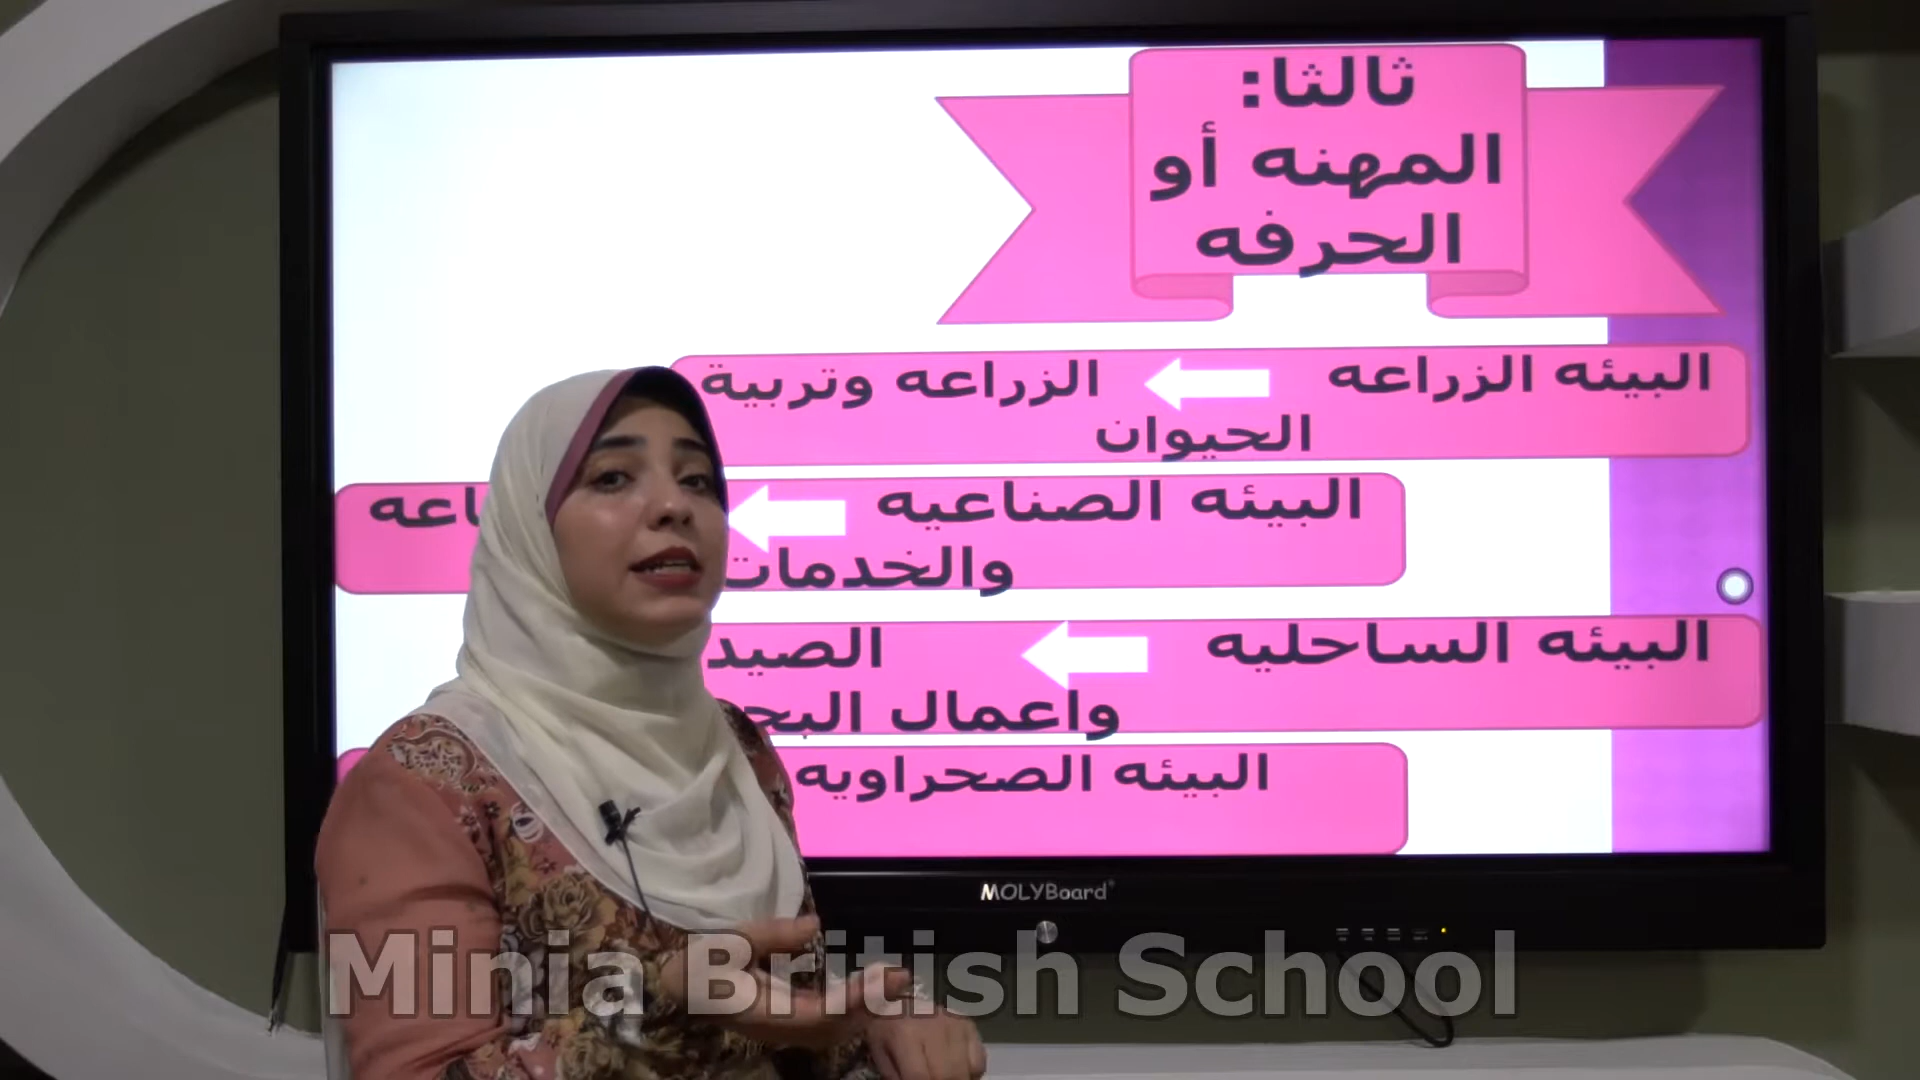 ثالثا:
المهنه أو
الحرفه
البيئه الزراعه
الزراعه وتربية
الحيوان
البيئه الصناعيه
والخدمات
البيئه الساحليه
الصيد
واعمال
البيئه الصحراويه
MOLYBoard
Minia British School